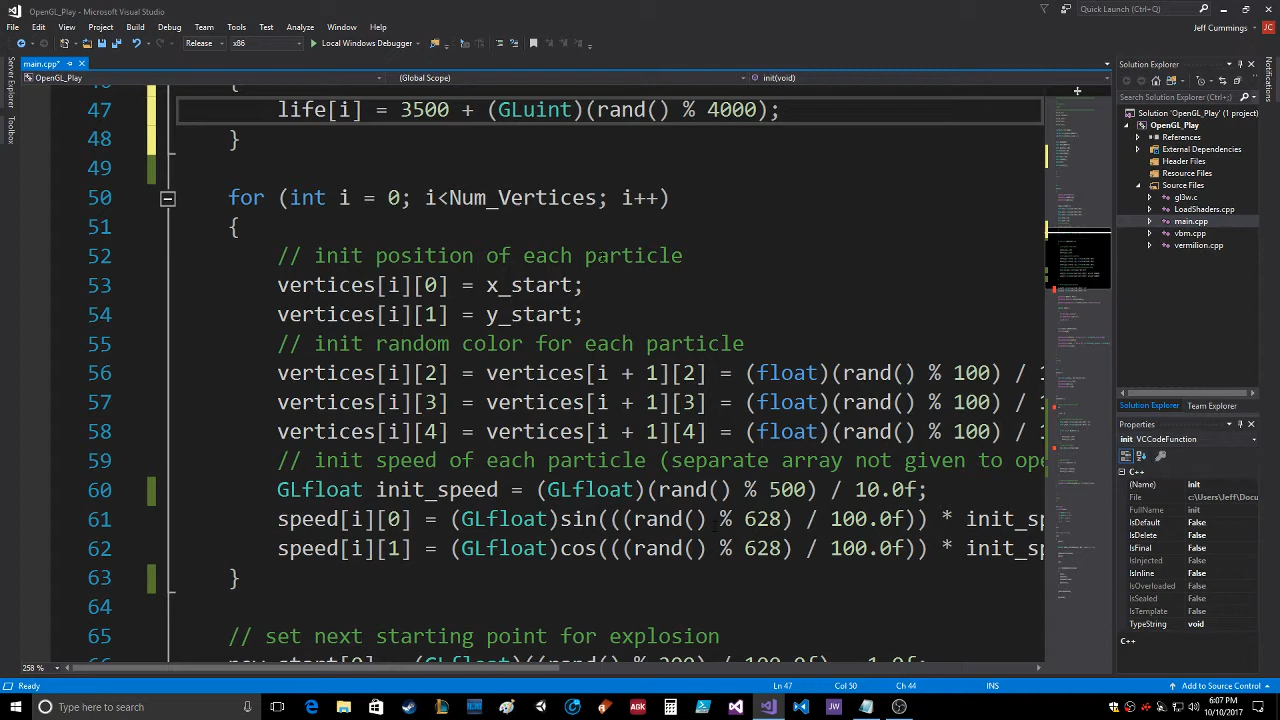 OpenGL_Play - Microsoft Visual Studio
Quick Launch (Ctrl+Q)
File Edit View Project Build Debug Team Tools Test Analyze Window Help
Jeff Cummings
Release x86 Local Windows Debugger
main.cpp*
OpenGL_Play (Global Scope) init(void)
47 life[i] = 3500 + (GLuint)(rand() % 4000);
48 }
49
50 for (int i = 0; i<Num_Vertices; i++)
51 {
52 // init position of each particle
53 vertices[i][0] = x_start;
54 vertices[i][1] = y_start;
55 // init random color for each particle
56 vertices[i][2] = vertices[i + 1][2] = (float)(rand() % 100) /
57 vertices[i][3] = vertices[i + 1][3] = (float)(rand() % 100) /
58 vertices[i][4] = vertices[i + 1][4] = (float)(rand() % 100) /
59 // init speed of each particle (separate array not given to ope
60 GLfloat init_speed = (GLfloat)(rand() % 500) / 10.0f;
61 speed[i][0] = (GLfloat)sin(((rand() % 628) / 100.0f)) * init_sp
62 speed[i][1] = (GLfloat)cos(((rand() % 628) / 100.0f)) * init_sp
63 }
64
65 // set next starting point for explosion
258 %
Server Explorer
Toolbox
Notifications
Solution Explorer
Search Solution Explorer (Ctrl+;)
Solution 'OpenGL_Play' (1 project)
OpenGL_Play
External Dependencies
Header Files
Resource Files
Source Files
gl3w.c
LoadShaders.
main.cpp
vbm.cpp
vermilion.cpp
Solution Explorer Team Explorer
Properties
init VCCodeFunction
C++
(Name) init
File c:\Users\Jeff\Docu
FullName init
IsDefault False
IsDelete False
IsFinal False
IsInjected False
IsInline False
IsOverloaded False
IsSealed False
IsTemplate False
TypeString void
C++
Ready
Ln 47 Col 50 Ch 44 INS
Add to Source Control
Type here to search
AGK
JW
6:07 PM
10/10/2017